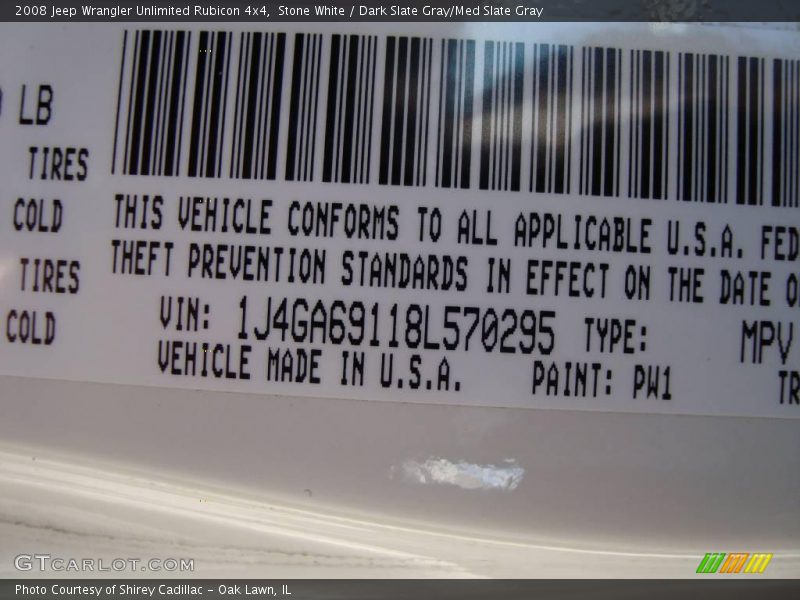 2008 Jeep Wrangler Unlimited Rubicon 4x4, Stone White / Dark Slate Gray/Med Slate Gray
LB
TIRES
COLD
TIRES
COLD
THIS VEHICLE CONFORMS TO ALL APPLICABLE U.S.A. FED
THEFT PREVENTION STANDARDS IN EFFECT ON THE DATE O
VIN: 1J4GA69118L570295 TYPE: MPV
VEHICLE MADE IN U.S.A. PAINT: PW1 TR
GTCARLOT.COM
Photo Courtesy of Shirey Cadillac - Oak Lawn, IL